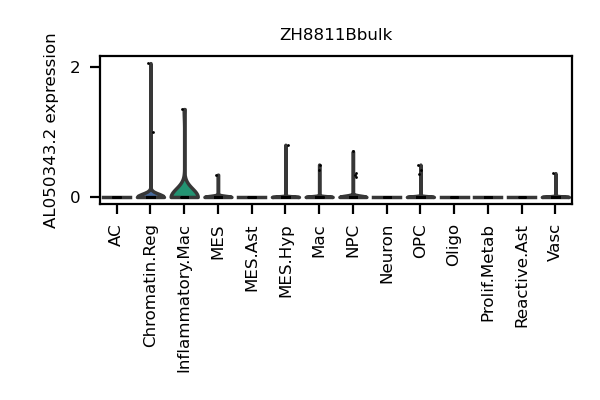 ZH8811Bbulk
AL050343.2 expression
2
0
AC
Chromatin.Reg
Inflammatory.Mac
MES
MES.Ast
MES.Hyp
Mac
NPC
Neuron
OPC
Oligo
Prolif.Metab
Reactive.Ast
Vasc